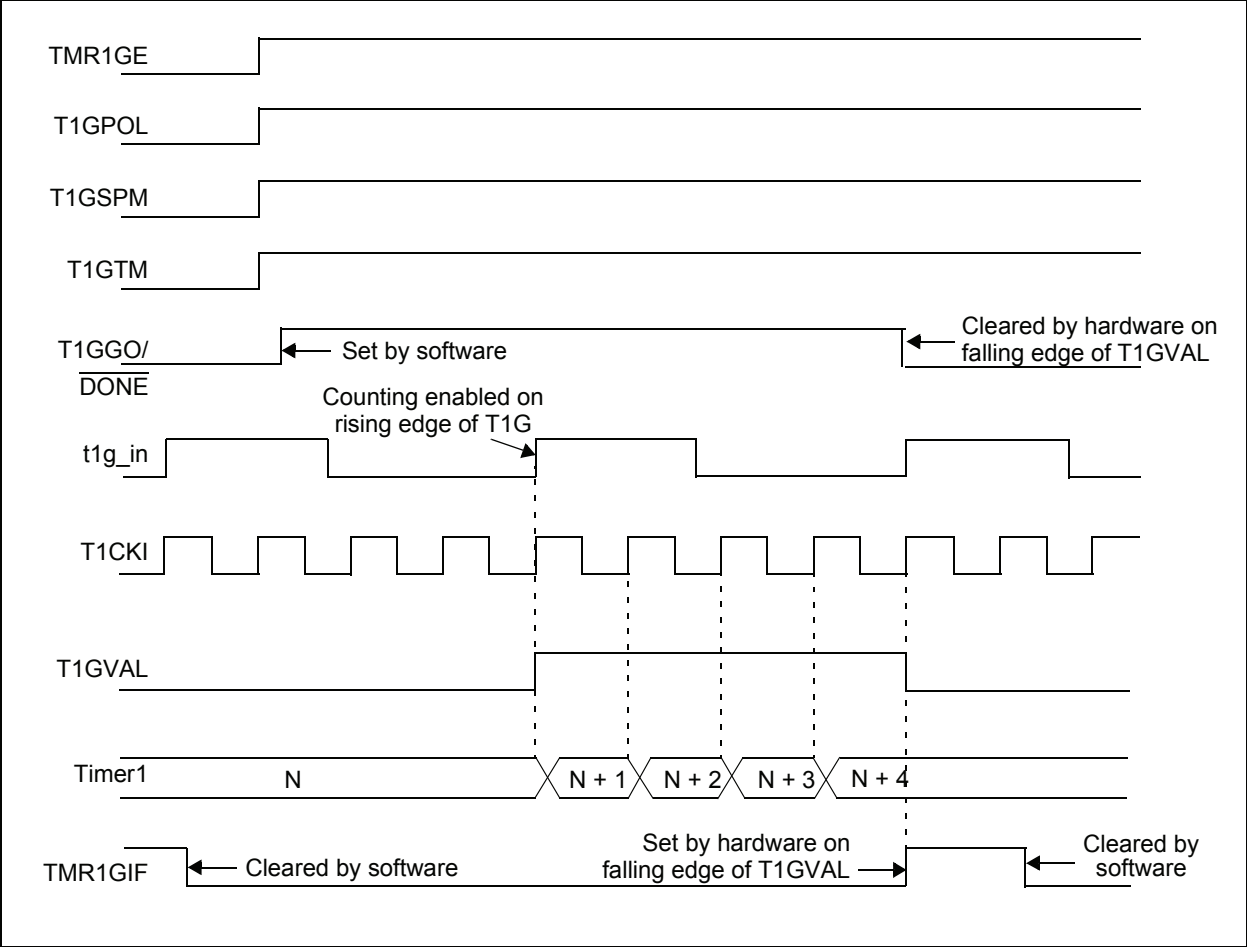 TMR1GE
T1GPOL
T1GSPM
T1GTM
T1GGO/
DONE
Set by software
Cleared by hardware on
falling edge of T1GVAL
Counting enabled on
rising edge of T1G
t1g_in
T1CKI
T1GVAL
Timer1
N
N + 1
N + 2
N + 3
N + 4
TMR1GIF
Cleared by software
Set by hardware on
falling edge of T1GVAL
Cleared by
software